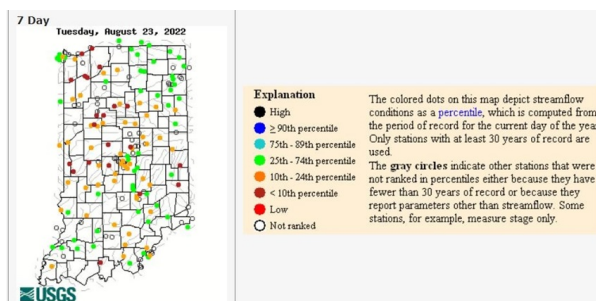 7 Day
Tuesday, August 23, 2022
USGS
Explanation
High
≥ 90th percentile
75th - 89th percentile
25th - 74th percentile
10th - 24th percentile
< 10th percentile
Low
Not ranked
The colored dots on this map depict streamflow
conditions as a percentile, which is computed from
the period of record for the current day of the yea
Only stations with at least 30 years of record are
used.
The gray circles indicate other stations that were
not ranked in percentiles either because they have
fewer than 30 years of record or because they
report parameters other than streamflow. Some
stations, for example, measure stage only.